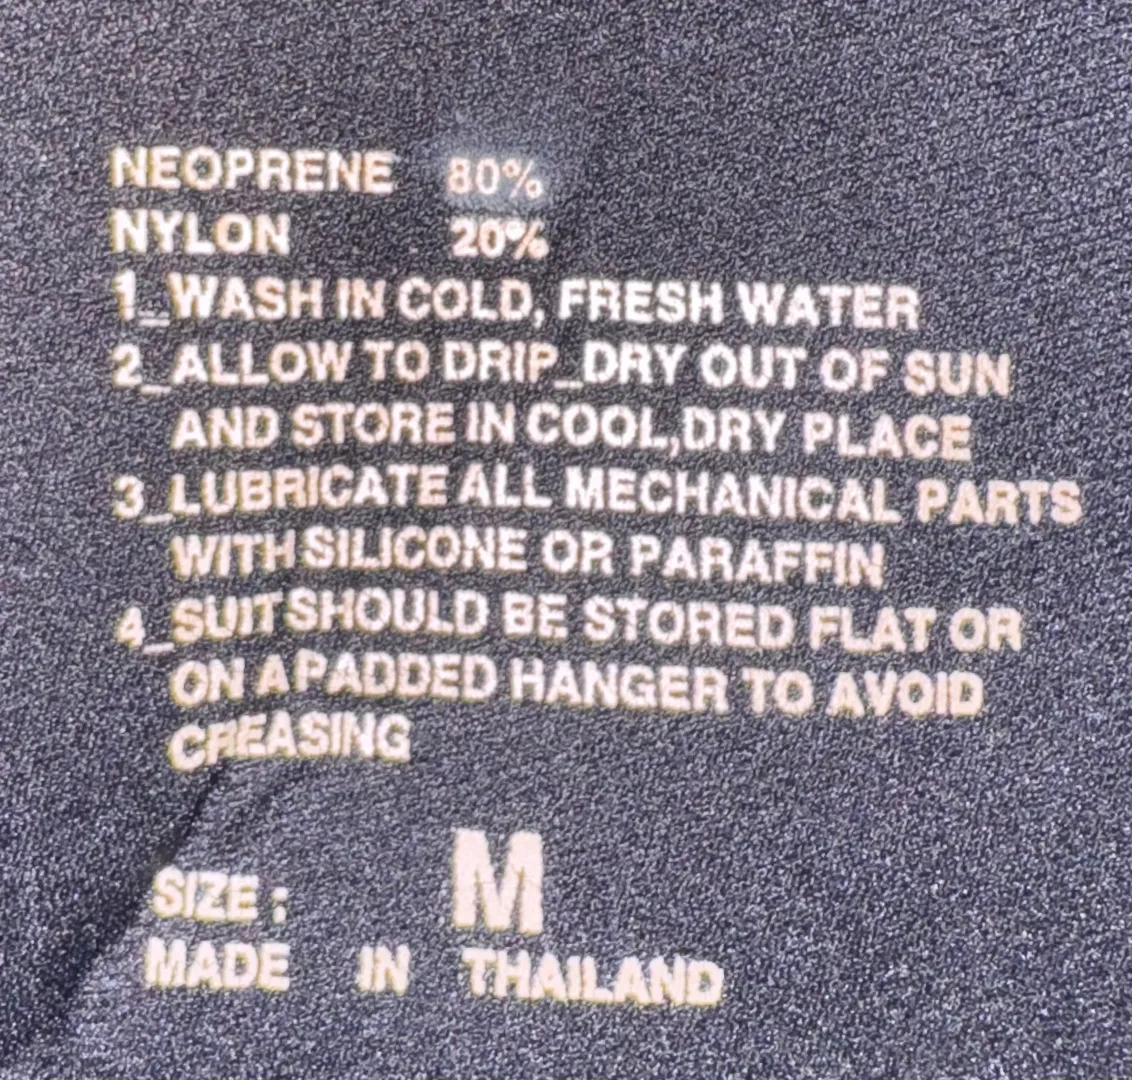 NEOPRENE 80%
NYLON 20%
1_WASH IN COLD, FRESH WATER
2_ALLOW TO DRIP_DRY OUT OF SUN
AND STORE IN COOL,DRY PLACE
3_LUBRICATE ALL MECHANICAL PARTS
WITH SILICONE OR PARAFFIN
4_SUIT SHOULD BE STORED FLAT OR
ON A PADDED HANGER TO AVOID
CREASING
SIZE : M
MADE IN THAILAND